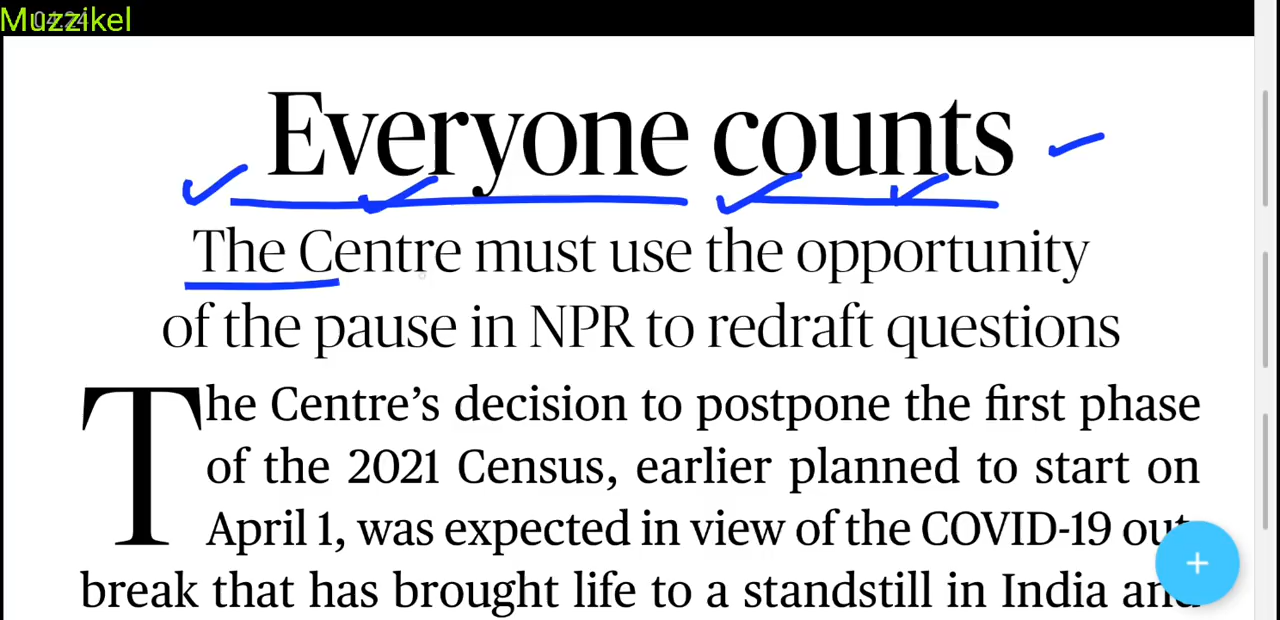 Muzzikel
04:24
Everyone counts
The Centre must use the opportunity
of the pause in NPR to redraft questions
The Centre’s decision to postpone the first phase
of the 2021 Census, earlier planned to start on
April 1, was expected in view of the COVID-19 out-
break that has brought life to a standstill in India and